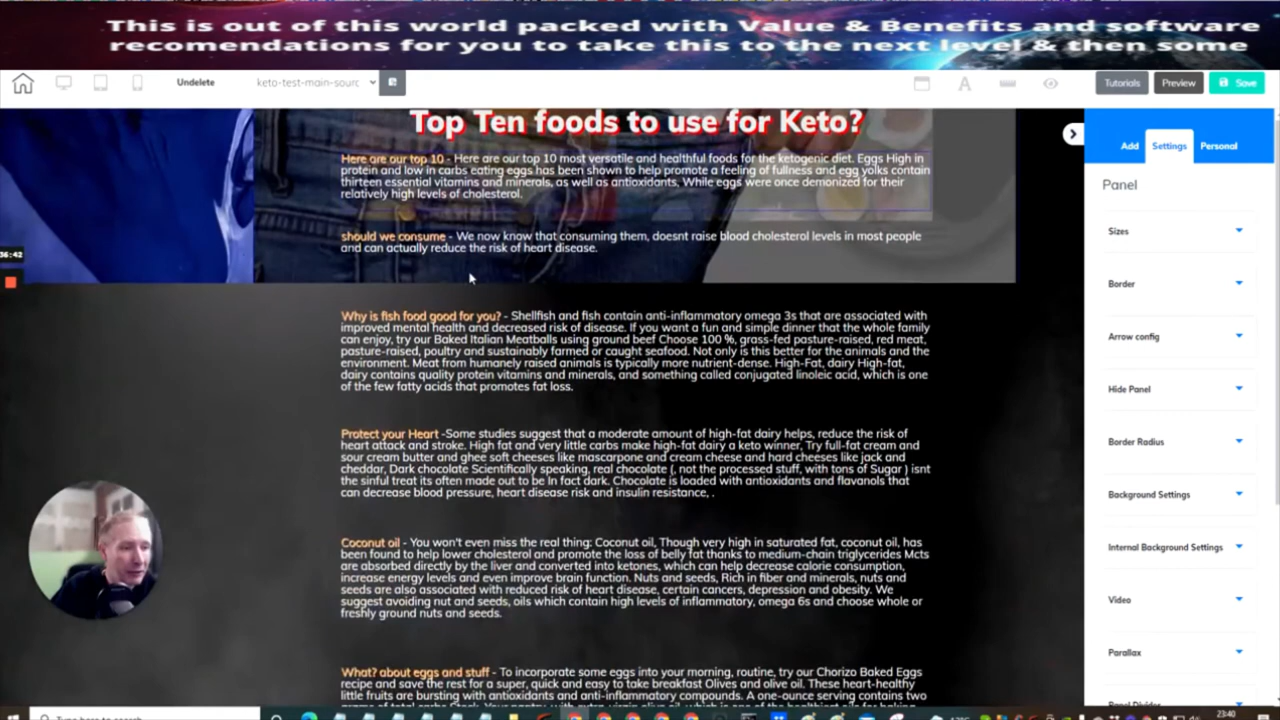 This is out of this world packed with Value & Benefits and software
recomendations for you to take this to the next level & then some
Undelete
keto-test-main-sourc
Tutorials
Preview
Save
Top Ten foods to use for Keto?
Here are our top 10 - Here are our top 10 most versatile and healthful foods for the ketogenic diet. Eggs High in
protein and low in carbs eating eggs has been shown to help promote a feeling of fullness and egg yolks contain
thirteen essential vitamins and minerals, as well as antioxidants. While eggs were once demonized for their
relatively high levels of cholesterol.
should we consume - We now know that consuming them, doesnt raise blood cholesterol levels in most people
and can actually reduce the risk of heart disease.
36:42
Why is fish food good for you? - Shellfish and fish contain anti-inflammatory omega 3s that are associated with
improved mental health and decreased risk of disease. If you want a fun and simple dinner that the whole family
can enjoy, try our Baked Italian Meatballs using ground beef Choose 100 %, grass-fed pasture-raised, red meat,
pasture-raised, poultry and sustainably farmed or caught seafood. Not only is this better for the animals and the
environment. Meat from humanely raised animals is typically more nutrient-dense. High-Fat, dairy High-fat,
dairy contains quality protein vitamins and minerals, and something called conjugated linoleic acid, which is one
of the few fatty acids that promotes fat loss.
Protect your Heart -Some studies suggest that a moderate amount of high-fat dairy helps, reduce the risk of
heart attack and stroke. High fat and very little carbs make high-fat dairy a keto winner, Try full-fat cream and
sour cream butter and ghee soft cheeses like mascarpone and cream cheese and hard cheeses like jack and
cheddar, Dark chocolate Scientifically speaking, real chocolate (, not the processed stuff, with tons of Sugar ) isnt
the sinful treat its often made out to be In fact dark. Chocolate is loaded with antioxidants and flavanols that
can decrease blood pressure, heart disease risk and insulin resistance, .
Coconut oil - You won't even miss the real thing: Coconut oil, Though very high in saturated fat, coconut oil, has
been found to help lower cholesterol and promote the loss of belly fat thanks to medium-chain triglycerides Mcts
are absorbed directly by the liver and converted into ketones, which can help decrease calorie consumption,
increase energy levels and even improve brain function. Nuts and seeds, Rich in fiber and minerals, nuts and
seeds are also associated with reduced risk of heart disease, certain cancers, depression and obesity. We
suggest avoiding nut and seeds, oils which contain high levels of inflammatory, omega 6s and choose whole or
freshly ground nuts and seeds.
What? about eggs and stuff - To incorporate some eggs into your morning, routine, try our Chorizo Baked Eggs
recipe and save the rest for a super, quick and easy to take breakfast Olives and olive oil. These heart-healthy
little fruits are bursting with antioxidants and anti-inflammatory compounds. A one-ounce serving contains two
Add
Settings
Personal
Panel
Sizes
Border
Arrow config
Hide Panel
Border Radius
Background Settings
Internal Background Settings
Video
Parallax
Panel Divider
23:40